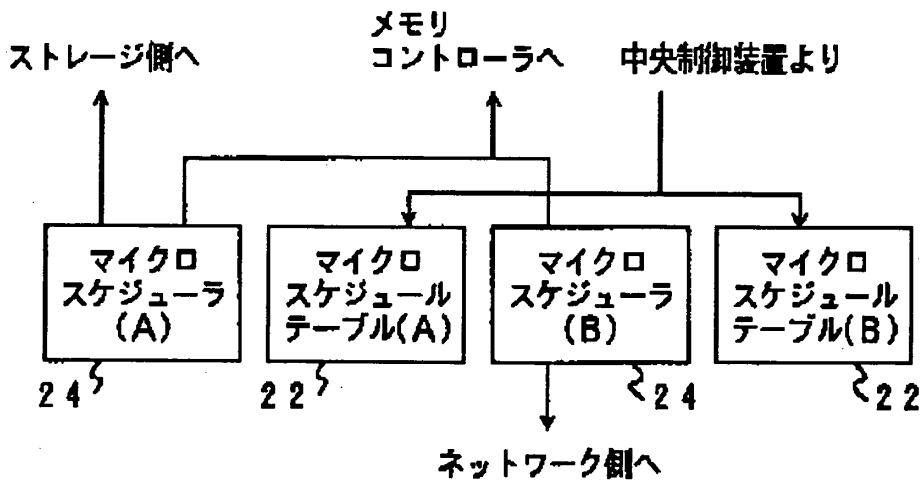 ストレージ側へ
メモリ
コントローラへ
中央制御装置より
マイクロ
スケジューラ
(A)
マイクロ
スケジュール
テーブル(A)
マイクロ
スケジューラ
(B)
マイクロ
スケジュール
テーブル(B)
24
22
24
22
ネットワーク側へ